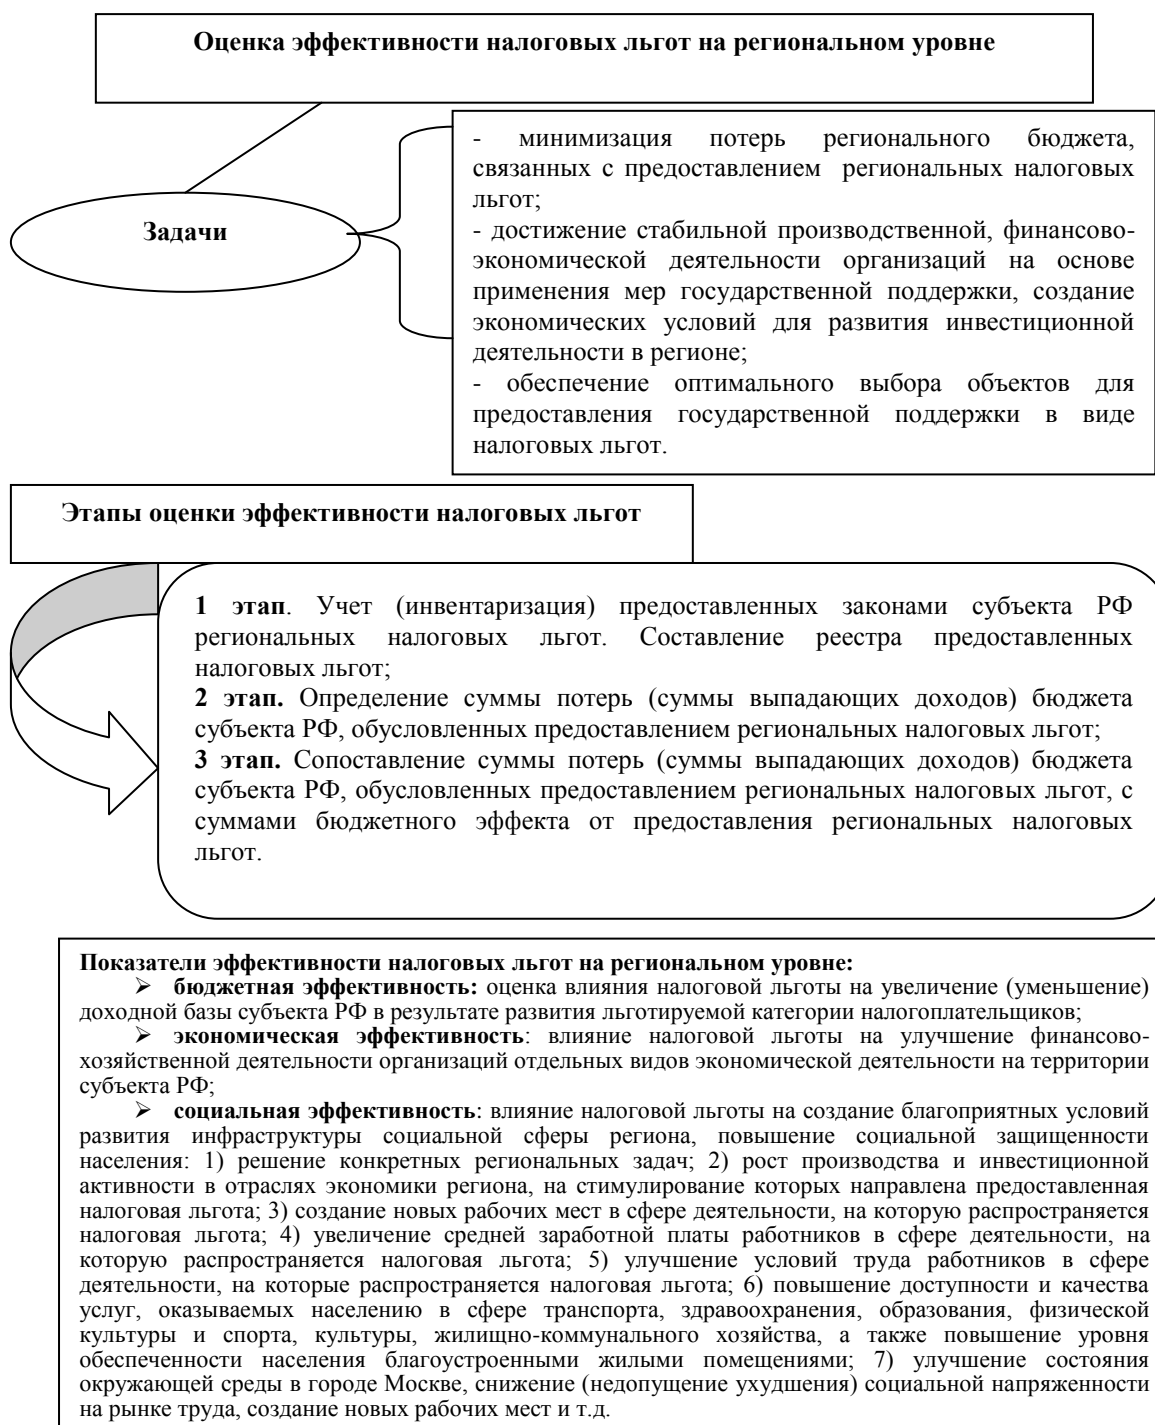 Оценка эффективности налоговых льгот на региональном уровне
Задачи
- минимизация потерь регионального бюджета,
связанных с предоставлением региональных налоговых
льгот;
- достижение стабильной производственной, финансово-
экономической деятельности организаций на основе
применения мер государственной поддержки, создание
экономических условий для развития инвестиционной
деятельности в регионе;
- обеспечение оптимального выбора объектов для
предоставления государственной поддержки в виде
налоговых льгот.
Этапы оценки эффективности налоговых льгот
1 этап. Учет (инвентаризация) предоставленных законами субъекта РФ
региональных налоговых льгот. Составление реестра предоставленных
налоговых льгот;
2 этап. Определение суммы потерь (суммы выпадающих доходов) бюджета
субъекта РФ, обусловленных предоставлением региональных налоговых льгот;
3 этап. Сопоставление суммы потерь (суммы выпадающих доходов) бюджета
субъекта РФ, обусловленных предоставлением региональных налоговых льгот, с
суммами бюджетного эффекта от предоставления региональных налоговых
льгот.
Показатели эффективности налоговых льгот на региональном уровне:
➢ бюджетная эффективность: оценка влияния налоговой льготы на увеличение (уменьшение)
доходной базы субъекта РФ в результате развития льготируемой категории налогоплательщиков;
➢ экономическая эффективность: влияние налоговой льготы на улучшение финансово-
хозяйственной деятельности организаций отдельных видов экономической деятельности на территории
субъекта РФ;
➢ социальная эффективность: влияние налоговой льготы на создание благоприятных условий
развития инфраструктуры социальной сферы региона, повышение социальной защищенности
населения: 1) решение конкретных региональных задач; 2) рост производства и инвестиционной
активности в отраслях экономики региона, на стимулирование которых направлена предоставленная
налоговая льгота; 3) создание новых рабочих мест в сфере деятельности, на которую распространяется
налоговая льгота; 4) увеличение средней заработной платы работников в сфере деятельности, на
которую распространяется налоговая льгота; 5) улучшение условий труда работников в сфере
деятельности, на которые распространяется налоговая льгота; 6) повышение доступности и качества
услуг, оказываемых населению в сфере транспорта, здравоохранения, образования, физической
культуры и спорта, культуры, жилищно-коммунального хозяйства, а также повышение уровня
обеспеченности населения благоустроенными жилыми помещениями; 7) улучшение состояния
окружающей среды в городе Москве, снижение (недопущение ухудшения) социальной напряженности
на рынке труда, создание новых рабочих мест и т.д.